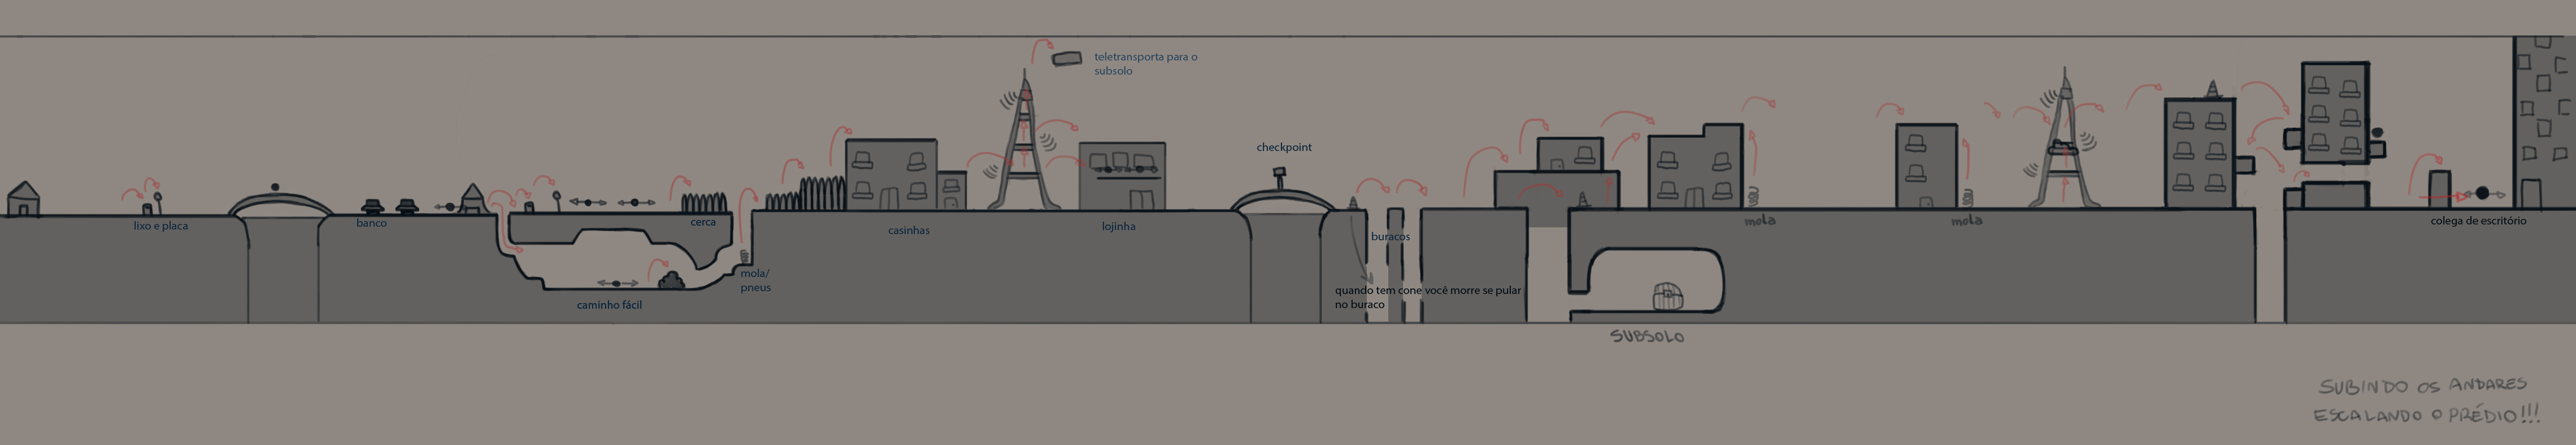 teletransporta para o
subsolo
checkpoint
lixo e placa
banco
cerca
casinhas
lojinha
buracos
mola
mola
colega de escritório
mola/
pneus
caminho fácil
quando tem cone você morre se pular
no buraco
SUBSOLO
SUBINDO OS ANDARES
ESCALANDO O PRÉDIO!!!